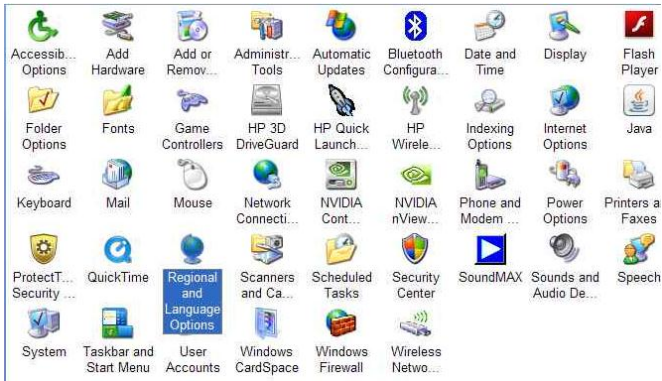 Accessib... Add Add or Administr... Automatic Bluetooth Date and Display Flash
Options Hardware Remov... Tools Updates Configura... Time Player
Folder Fonts Game HP 3D HP Quick HP Indexing Internet Java
Options Controllers DriveGuard Launch... Wirele... Options Options
Keyboard Mail Mouse Network NVIDIA NVIDIA Phone and Power Printers a
Connecti... Cont... nView... Modem ... Options Faxes
ProtectT... QuickTime Regional Scanners Scheduled Security SoundMAX Sounds and Speech
Security ... and and Ca... Tasks Center Audio De...
Language
Options
System Taskbar and User Windows Windows Wireless
Start Menu Accounts CardSpace Firewall Netwo...